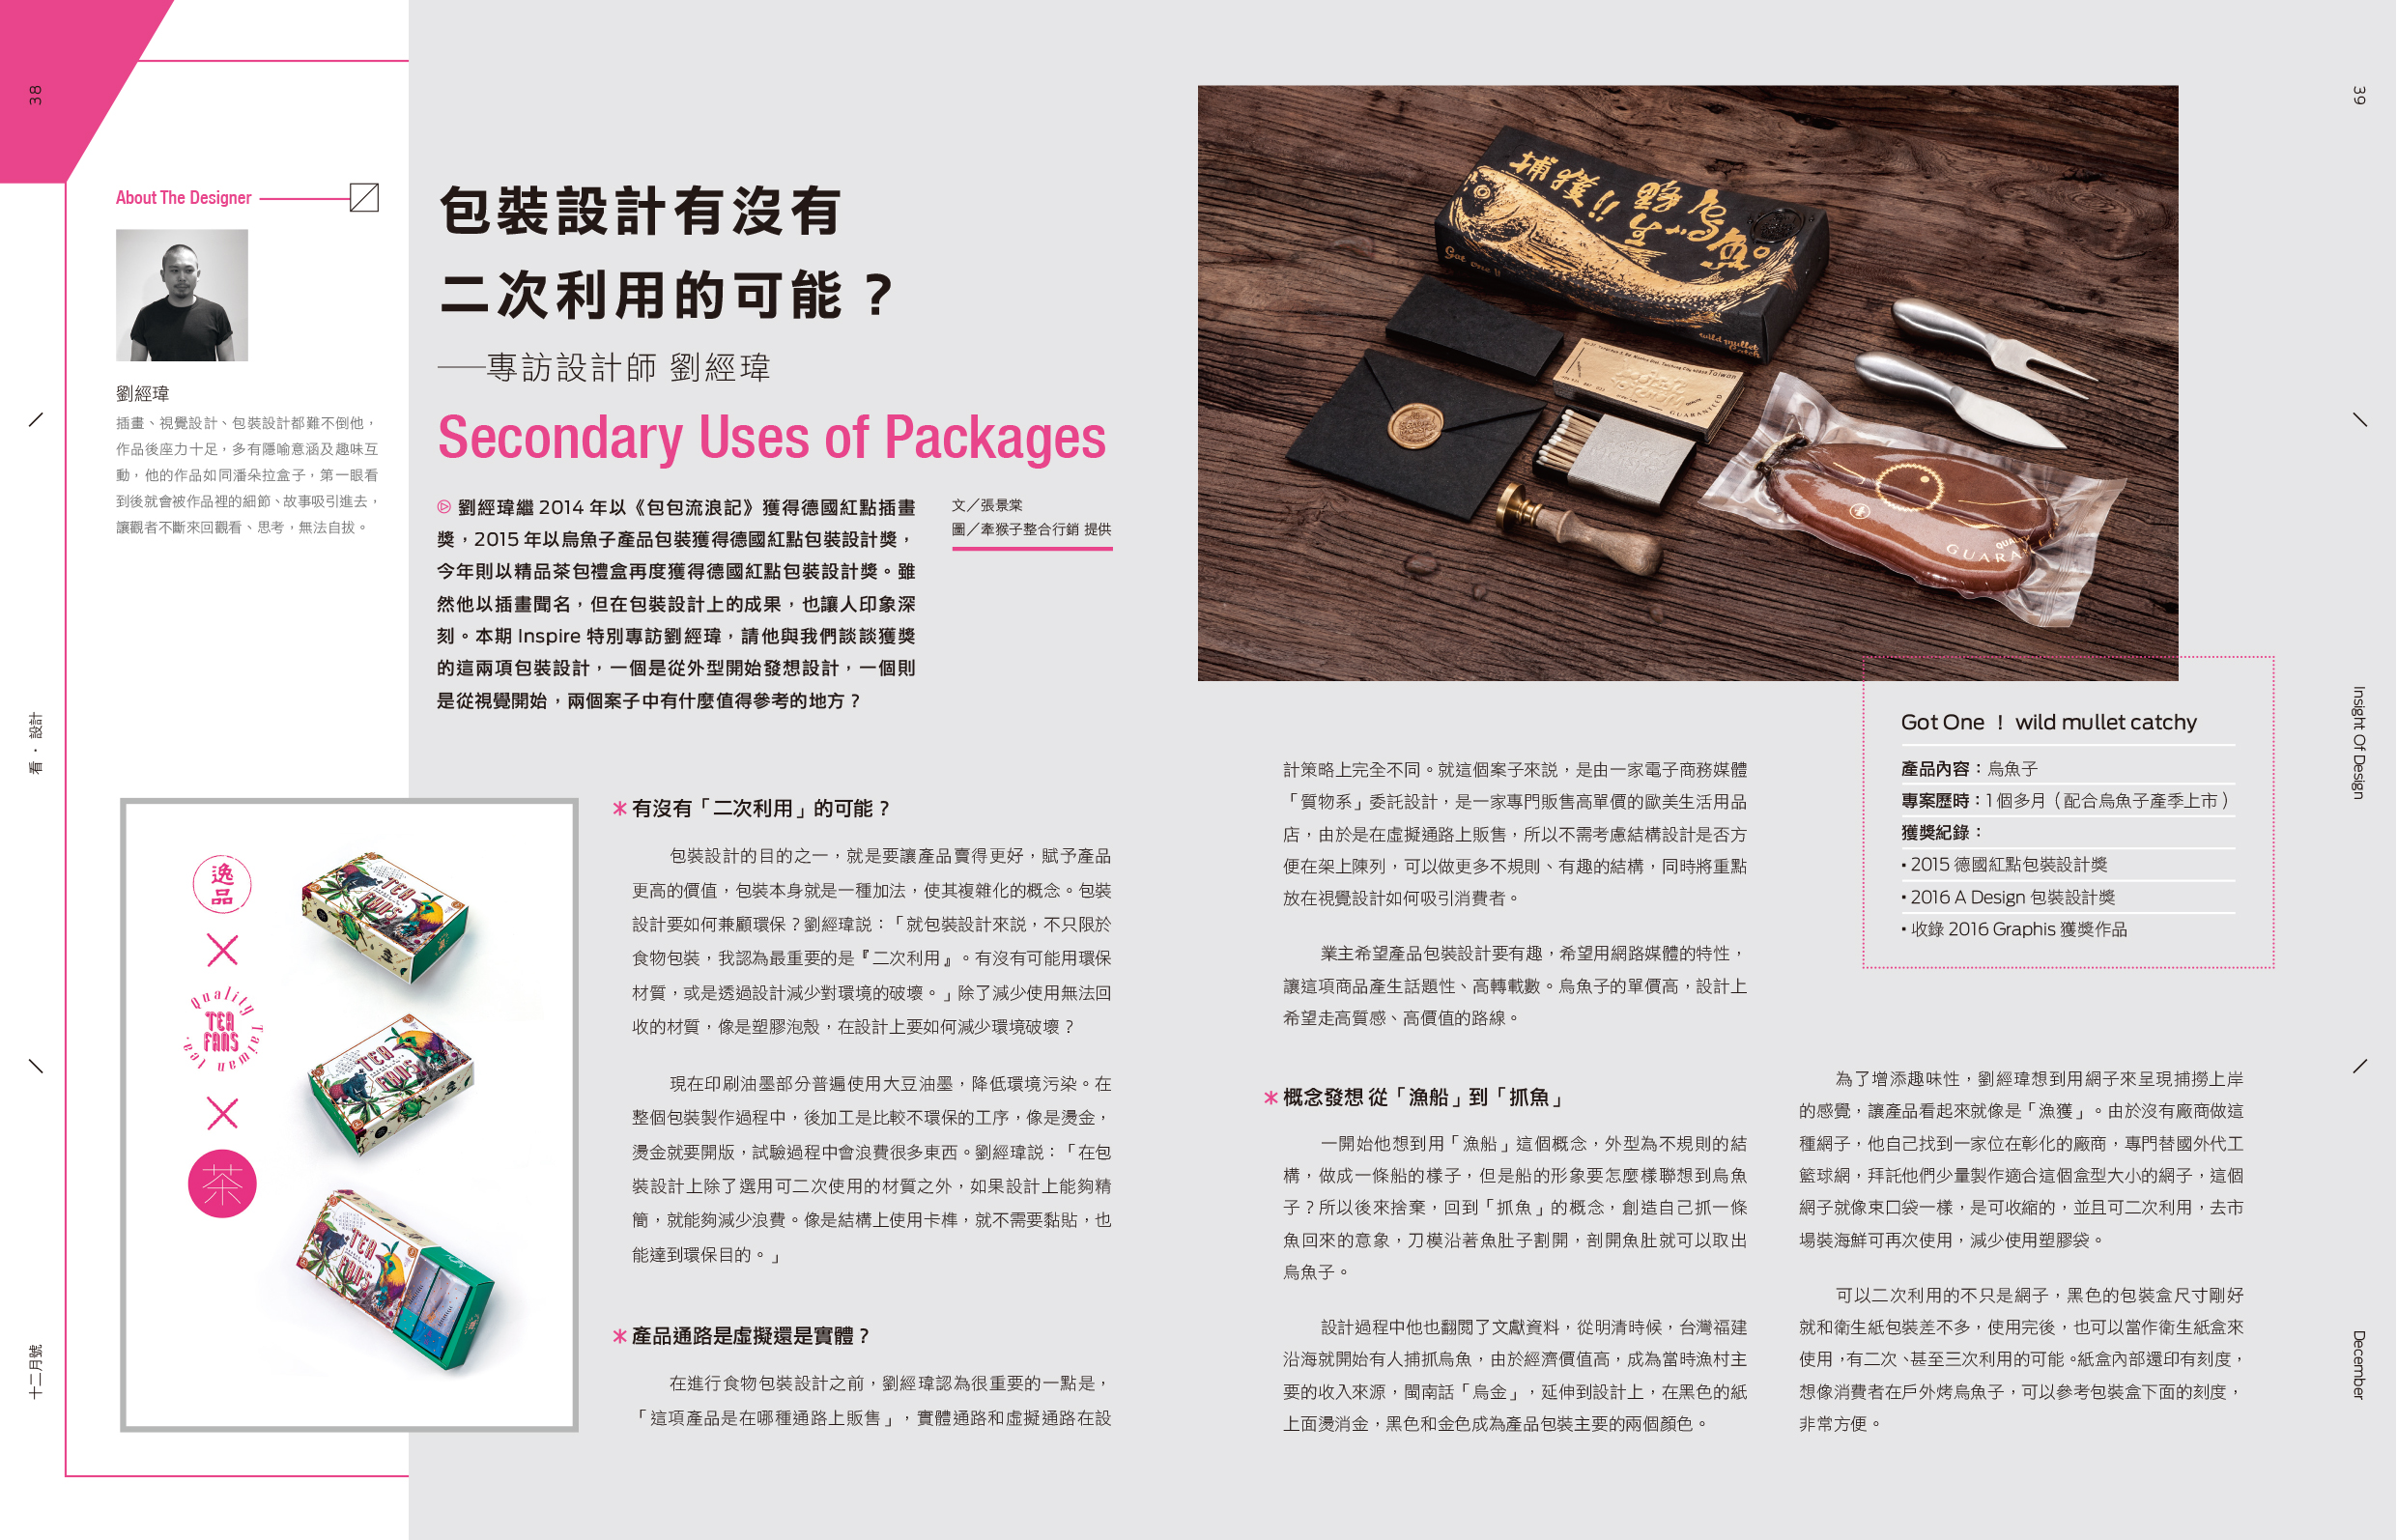 38
看・設計
十二月號
About The Designer
劉經瑋
插畫、視覺設計、包裝設計都難不倒他，
作品後座力十足，多有隱喻意涵及趣味互
動，他的作品如同潘朵拉盒子，第一眼看
到後就會被作品裡的細節、故事吸引進去，
讓觀者不斷來回觀看、思考，無法自拔。
包裝設計有沒有
二次利用的可能？
——專訪設計師 劉經瑋
Secondary Uses of Packages
劉經瑋繼 2014 年以《包包流浪記》獲得德國紅點插畫
獎，2015 年以烏魚子產品包裝獲得德國紅點包裝設計獎，
今年則以精品茶包禮盒再度獲得德國紅點包裝設計獎。雖
然他以插畫聞名，但在包裝設計上的成果，也讓人印象深
刻。本期 Inspire 特別專訪劉經瑋，請他與我們談談獲獎
的這兩項包裝設計，一個是從外型開始發想設計，一個則
是從視覺開始，兩個案子中有什麼值得參考的地方？
文／張景棠
圖／牽猴子整合行銷 提供
逸品
Quality Taiwan tea.
TEA
FANS
茶
TEA
FANS
TEA
FANS
TEA
FANS
＊有沒有「二次利用」的可能？
包裝設計的目的之一，就是要讓產品賣得更好，賦予產品
更高的價值，包裝本身就是一種加法，使其複雜化的概念。包裝
設計要如何兼顧環保？劉經瑋說：「就包裝設計來說，不只限於
食物包裝，我認為最重要的是『二次利用』。有沒有可能用環保
材質，或是透過設計減少對環境的破壞。」除了減少使用無法回
收的材質，像是塑膠泡殼，在設計上要如何減少環境破壞？
現在印刷油墨部分普遍使用大豆油墨，降低環境污染。在
整個包裝製作過程中，後加工是比較不環保的工序，像是燙金，
燙金就要開版，試驗過程中會浪費很多東西。劉經瑋說：「在包
裝設計上除了選用可二次使用的材質之外，如果設計上能夠精
簡，就能夠減少浪費。像是結構上使用卡榫，就不需要黏貼，也
能達到環保目的。」
＊產品通路是虛擬還是實體？
在進行食物包裝設計之前，劉經瑋認為很重要的一點是，
「這項產品是在哪種通路上販售」，實體通路和虛擬通路在設
捕獲!!
野生
烏魚。
Got one!!
wild mullet
Catch
Taiwan
GUARANTEED
QUAL
GUARA
計策略上完全不同。就這個案子來說，是由一家電子商務媒體
「質物系」委託設計，是一家專門販售高單價的歐美生活用品
店，由於是在虛擬通路上販售，所以不需考慮結構設計是否方
便在架上陳列，可以做更多不規則、有趣的結構，同時將重點
放在視覺設計如何吸引消費者。
業主希望產品包裝設計要有趣，希望用網路媒體的特性，
讓這項商品產生話題性、高轉載數。烏魚子的單價高，設計上
希望走高質感、高價值的路線。
＊概念發想 從「漁船」到「抓魚」
一開始他想到用「漁船」這個概念，外型為不規則的結
構，做成一條船的樣子，但是船的形象要怎麼樣聯想到烏魚
子？所以後來捨棄，回到「抓魚」的概念，創造自己抓一條
魚回來的意象，刀模沿著魚肚子割開，剖開魚肚就可以取出
烏魚子。
設計過程中他也翻閱了文獻資料，從明清時候，台灣福建
沿海就開始有人捕抓烏魚，由於經濟價值高，成為當時漁村主
要的收入來源，閩南話「烏金」，延伸到設計上，在黑色的紙
上面燙消金，黑色和金色成為產品包裝主要的兩個顏色。
Got One ！ wild mullet catchy
產品內容：烏魚子
專案歷時：1 個多月（配合烏魚子產季上市）
獲獎紀錄：
• 2015 德國紅點包裝設計獎
• 2016 A Design 包裝設計獎
• 收錄 2016 Graphis 獲獎作品
為了增添趣味性，劉經瑋想到用網子來呈現捕撈上岸
的感覺，讓產品看起來就像是「漁獲」。由於沒有廠商做這
種網子，他自己找到一家位在彰化的廠商，專門替國外代工
籃球網，拜託他們少量製作適合這個盒型大小的網子，這個
網子就像束口袋一樣，是可收縮的，並且可二次利用，去市
場裝海鮮可再次使用，減少使用塑膠袋。
可以二次利用的不只是網子，黑色的包裝盒尺寸剛好
就和衛生紙包裝差不多，使用完後，也可以當作衛生紙盒來
使用，有二次、甚至三次利用的可能。紙盒內部還印有刻度，
想像消費者在戶外烤烏魚子，可以參考包裝盒下面的刻度，
非常方便。
39
Insight Of Design
December